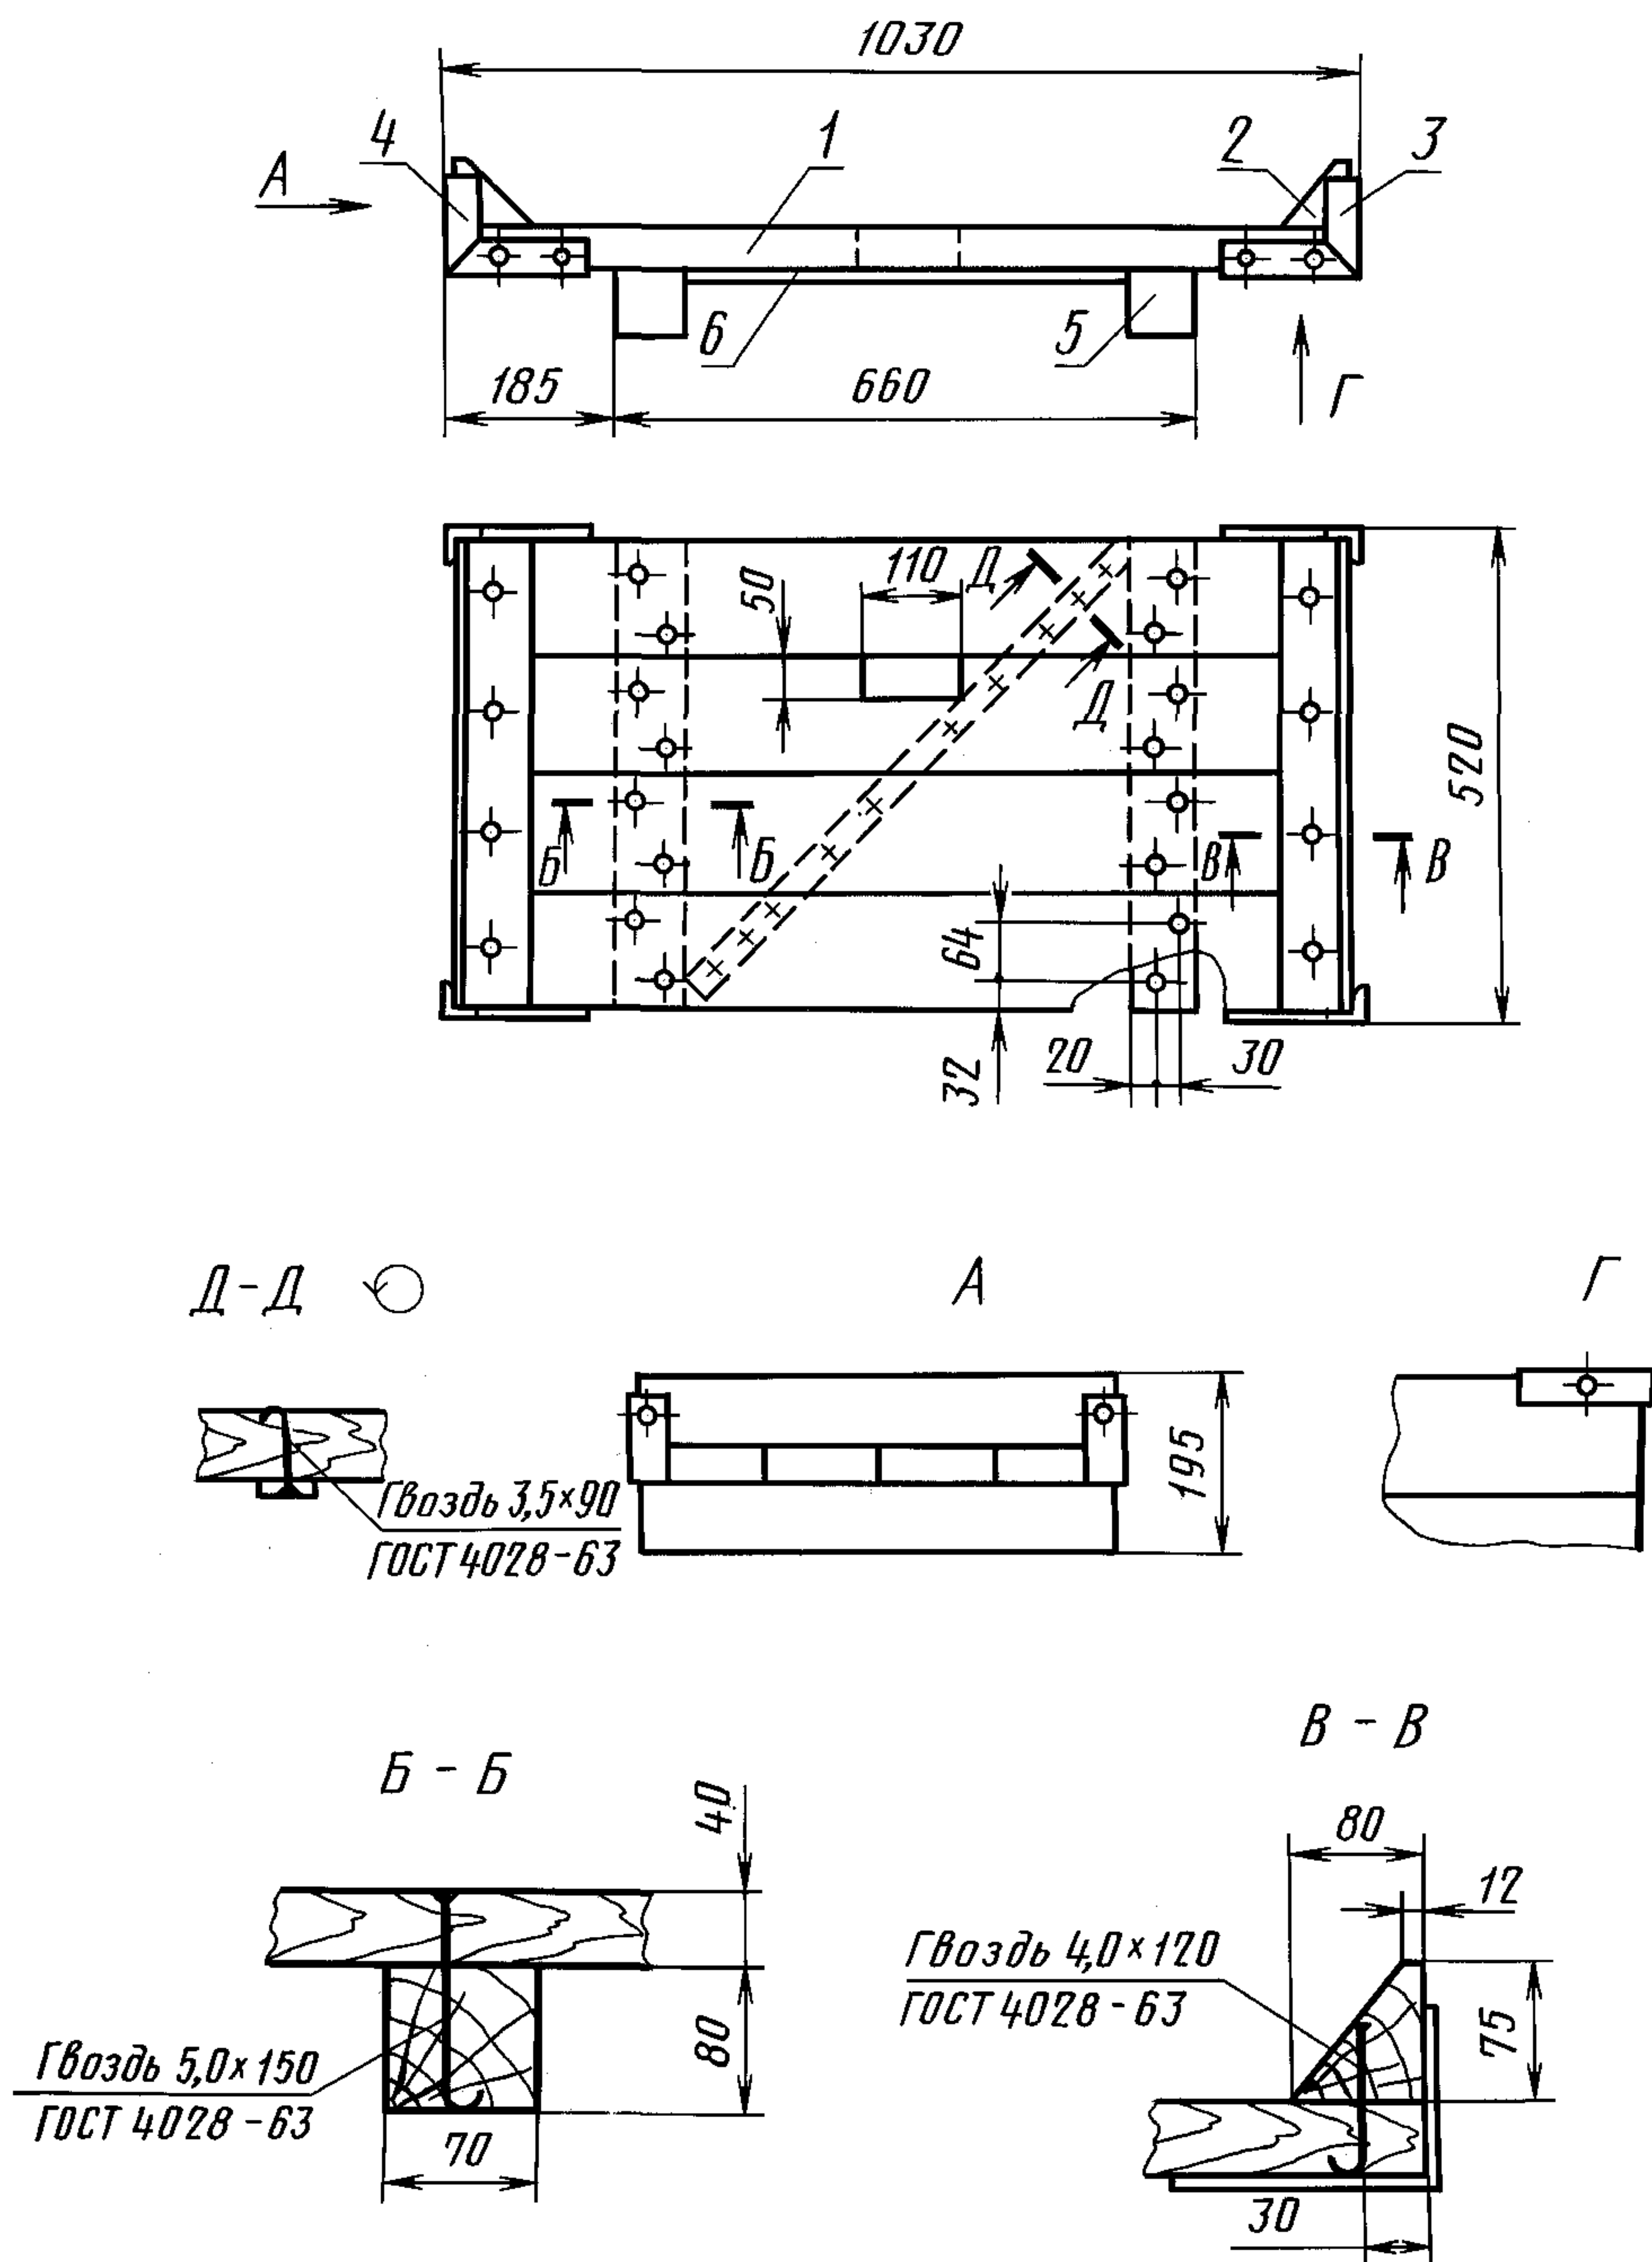 1030
4
1
2
3
А
6
5
185
660
Г
110
Д
50
Д
520
Б
Б
В
В
64
32
20
30
Д-Д
А
Г
195
Гвоздь 3,5×90
ГОСТ 4028-63
Б - Б
В - В
40
80
12
Гвоздь 4,0×120
ГОСТ 4028-63
75
80
Гвоздь 5,0×150
ГОСТ 4028-63
70
30